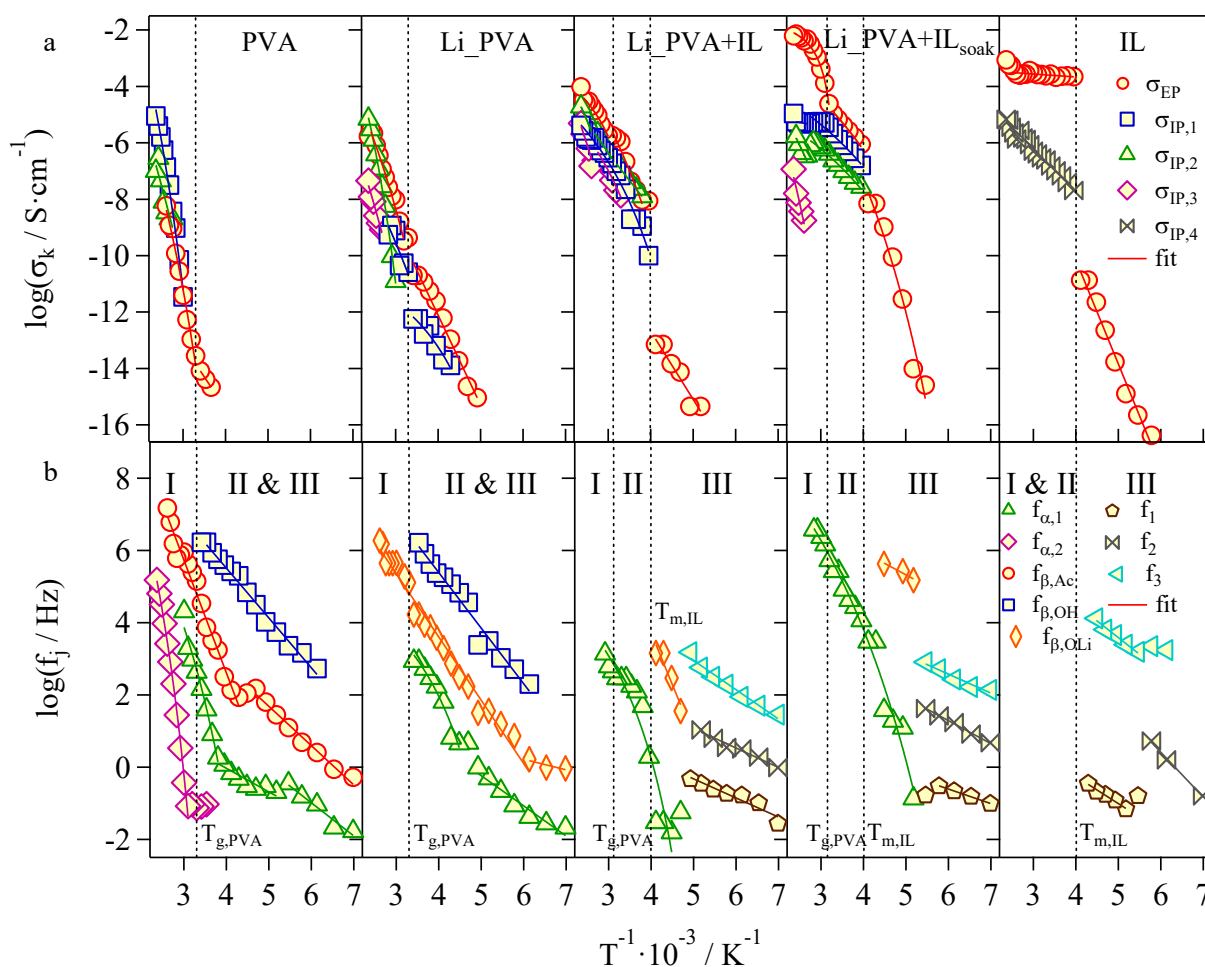 a
PVA
Li_PVA
Li_PVA+IL
Li_PVA+ILsoak
IL
-2
-4
-6
-8
-10
-12
-14
-16
log(σk / S·cm-1)
σEP
σIP,1
σIP,2
σIP,3
σIP,4
fit
b
I
II & III
I
II & III
I
II
III
I
II
III
I & II
III
8
6
4
2
0
-2
log(fj / Hz)
fα,1
fα,2
fβ,Ac
fβ,OH
fβ,OLi
f1
f2
f3
fit
Tm,IL
Tg,PVA
Tg,PVA
Tg,PVA
Tg,PVA
Tm,IL
Tm,IL
3 4 5 6 7
3 4 5 6 7
3 4 5 6 7
3 4 5 6 7
3 4 5 6 7
T-1·10-3 / K-1